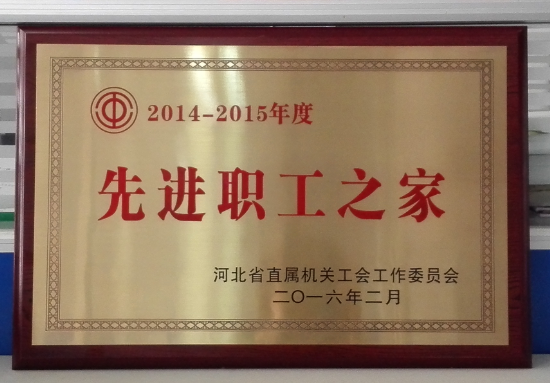 2014-2015年度
先进职工之家
河北省直属机关工会工作委员会
二〇一六年二月